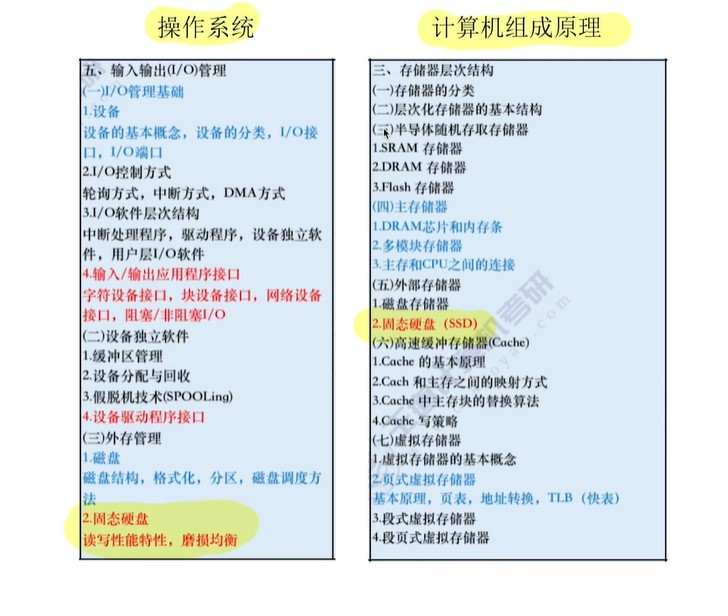 操作系统
五、输入输出(I/O)管理
(一)I/O管理基础
1.设备
设备的基本概念，设备的分类，I/O接
口，I/O端口
2.I/O控制方式
轮询方式，中断方式，DMA方式
3.I/O软件层次结构
中断处理程序，驱动程序，设备独立软
件，用户层I/O软件
4.输入/输出应用程序接口
字符设备接口，块设备接口，网络设备
接口，阻塞/非阻塞I/O
(二)设备独立软件
1.缓冲区管理
2.设备分配与回收
3.假脱机技术(SPOOLing)
4.设备驱动程序接口
(三)外存管理
1.磁盘
磁盘结构，格式化，分区，磁盘调度方
法
2.固态硬盘
读写性能特性，磨损均衡
计算机组成原理
三、存储器层次结构
(一)存储器的分类
(二)层次化存储器的基本结构
(三)半导体随机存取存储器
1.SRAM 存储器
2.DRAM 存储器
3.Flash 存储器
(四)主存储器
1.DRAM芯片和内存条
2.多模块存储器
3.主存和CPU之间的连接
(五)外部存储器
1.磁盘存储器
2.固态硬盘（SSD）
(六)高速缓冲存储器(Cache)
1.Cache 的基本原理
2.Cach 和主存之间的映射方式
3.Cache 中主存块的替换算法
4.Cache 写策略
(七)虚拟存储器
1.虚拟存储器的基本概念
2.页式虚拟存储器
基本原理，页表，地址转换，TLB（快表）
3.段式虚拟存储器
4.段页式虚拟存储器